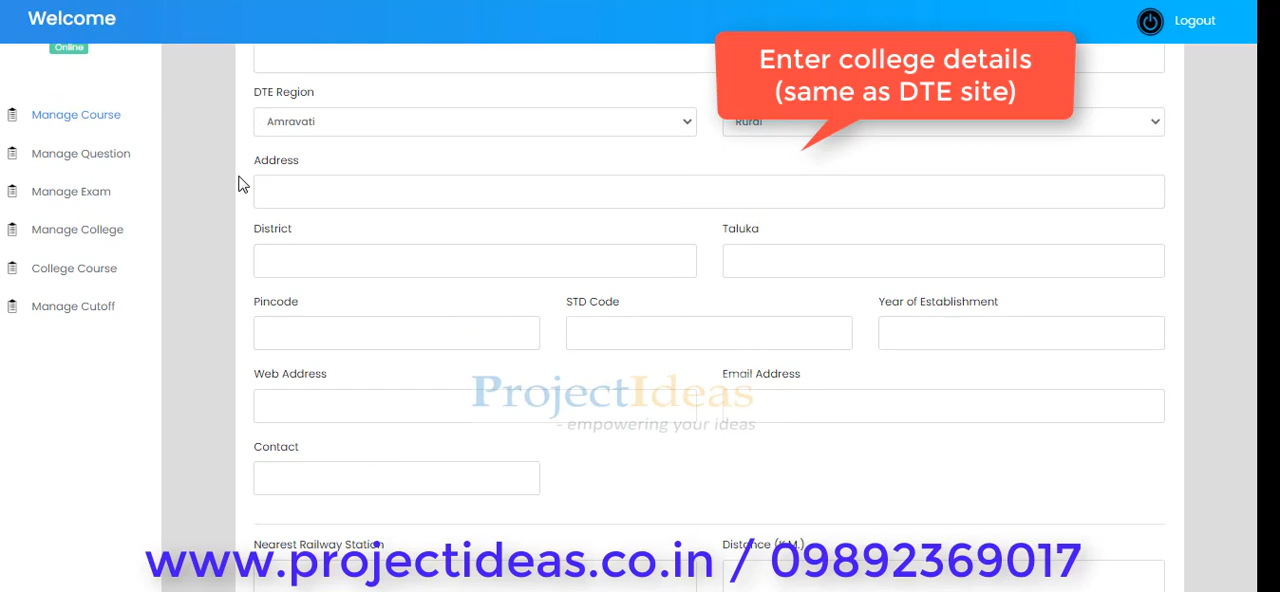 Welcome
Logout
Online
Enter college details
(same as DTE site)
DTE Region
Amravati
Rural
Manage Course
Manage Question
Manage Exam
Manage College
College Course
Manage Cutoff
Address
District
Taluka
Pincode
STD Code
Year of Establishment
Web Address
Email Address
ProjectIdeas
- empowering your ideas
Contact
Nearest Railway Station
Distance (K.M.)
www.projectideas.co.in / 09892369017